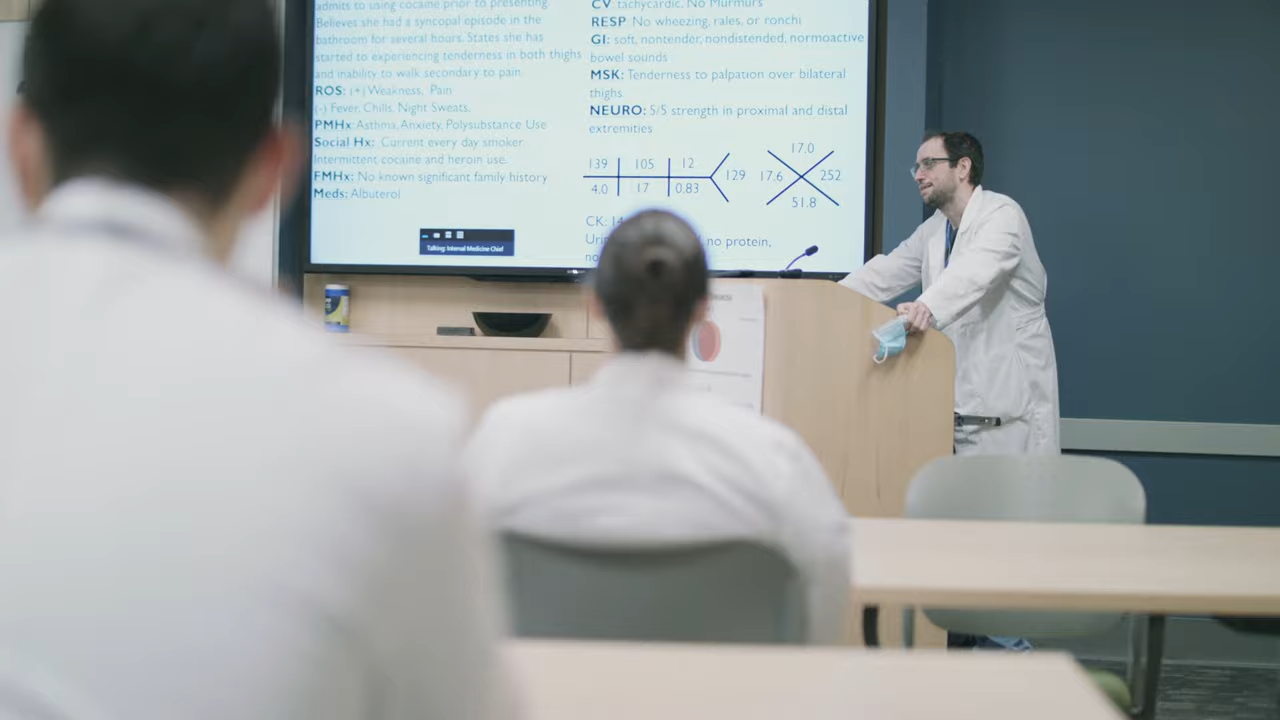 admits to using cocaine prior to presenting.
Believes she had a syncopal episode in the
bathroom for several hours. States she has
started to experiencing tenderness in both thighs
and inability to walk secondary to pain.
ROS: (+) Weakness, Pain
(-) Fever, Chills, Night Sweats.
PMHx: Asthma, Anxiety, Polysubstance Use
Social Hx: Current every day smoker
Intermittent cocaine and heroin use.
FMHx: No known significant family history
Meds: Albuterol
Talking: Internal Medicine Chief
CV: tachycardic, No Murmurs
RESP No wheezing, rales, or ronchi
GI: soft, nontender, nondistended, normoactive
bowel sounds
MSK: Tenderness to palpation over bilateral
thighs.
NEURO: 5/5 strength in proximal and distal
extremities
139 105 12 129
4.0 17 0.83
17.0
17.6 252
51.8
CK: 14
no protein,